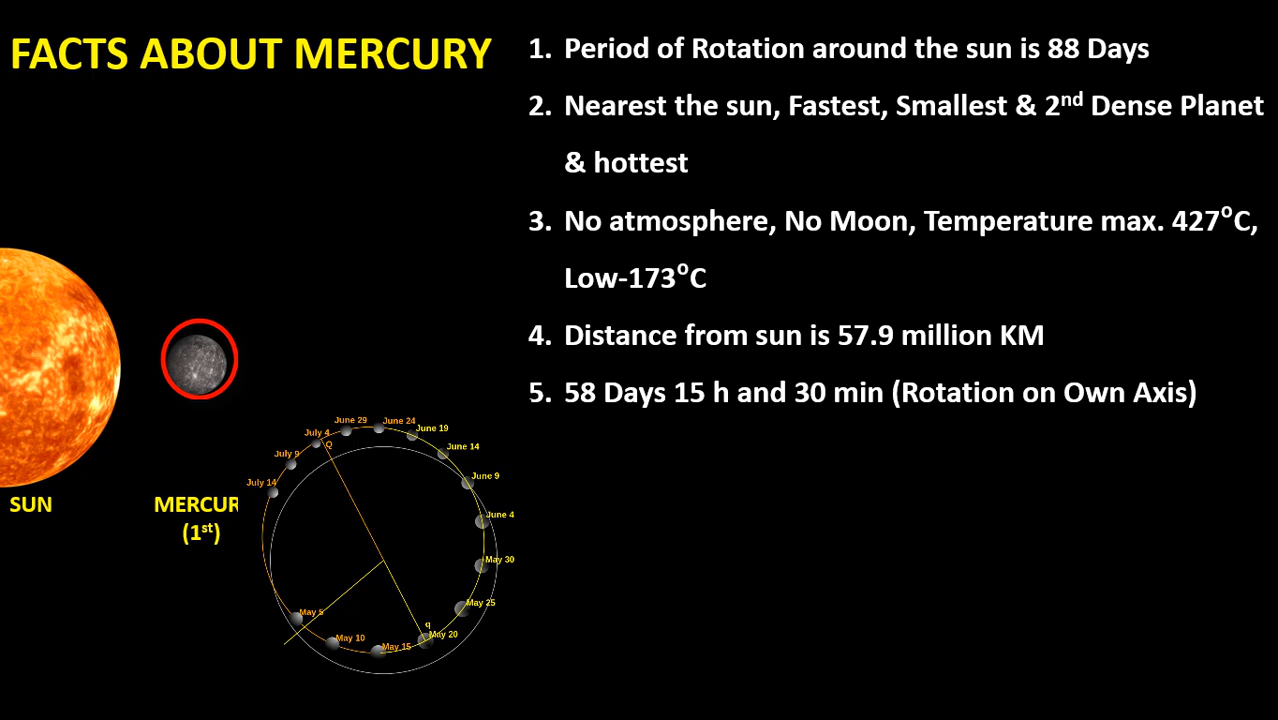 FACTS ABOUT MERCURY
1. Period of Rotation around the sun is 88 Days
2. Nearest the sun, Fastest, Smallest & 2nd Dense Planet
& hottest
3. No atmosphere, No Moon, Temperature max. 427°C,
Low-173°C
4. Distance from sun is 57.9 million KM
5. 58 Days 15 h and 30 min (Rotation on Own Axis)
SUN
MERCUR
(1st)
June 29
June 24
June 19
July 4
Q
June 14
July 9
June 9
July 14
June 4
May 30
May 25
May 5
q
May 20
May 10
May 15